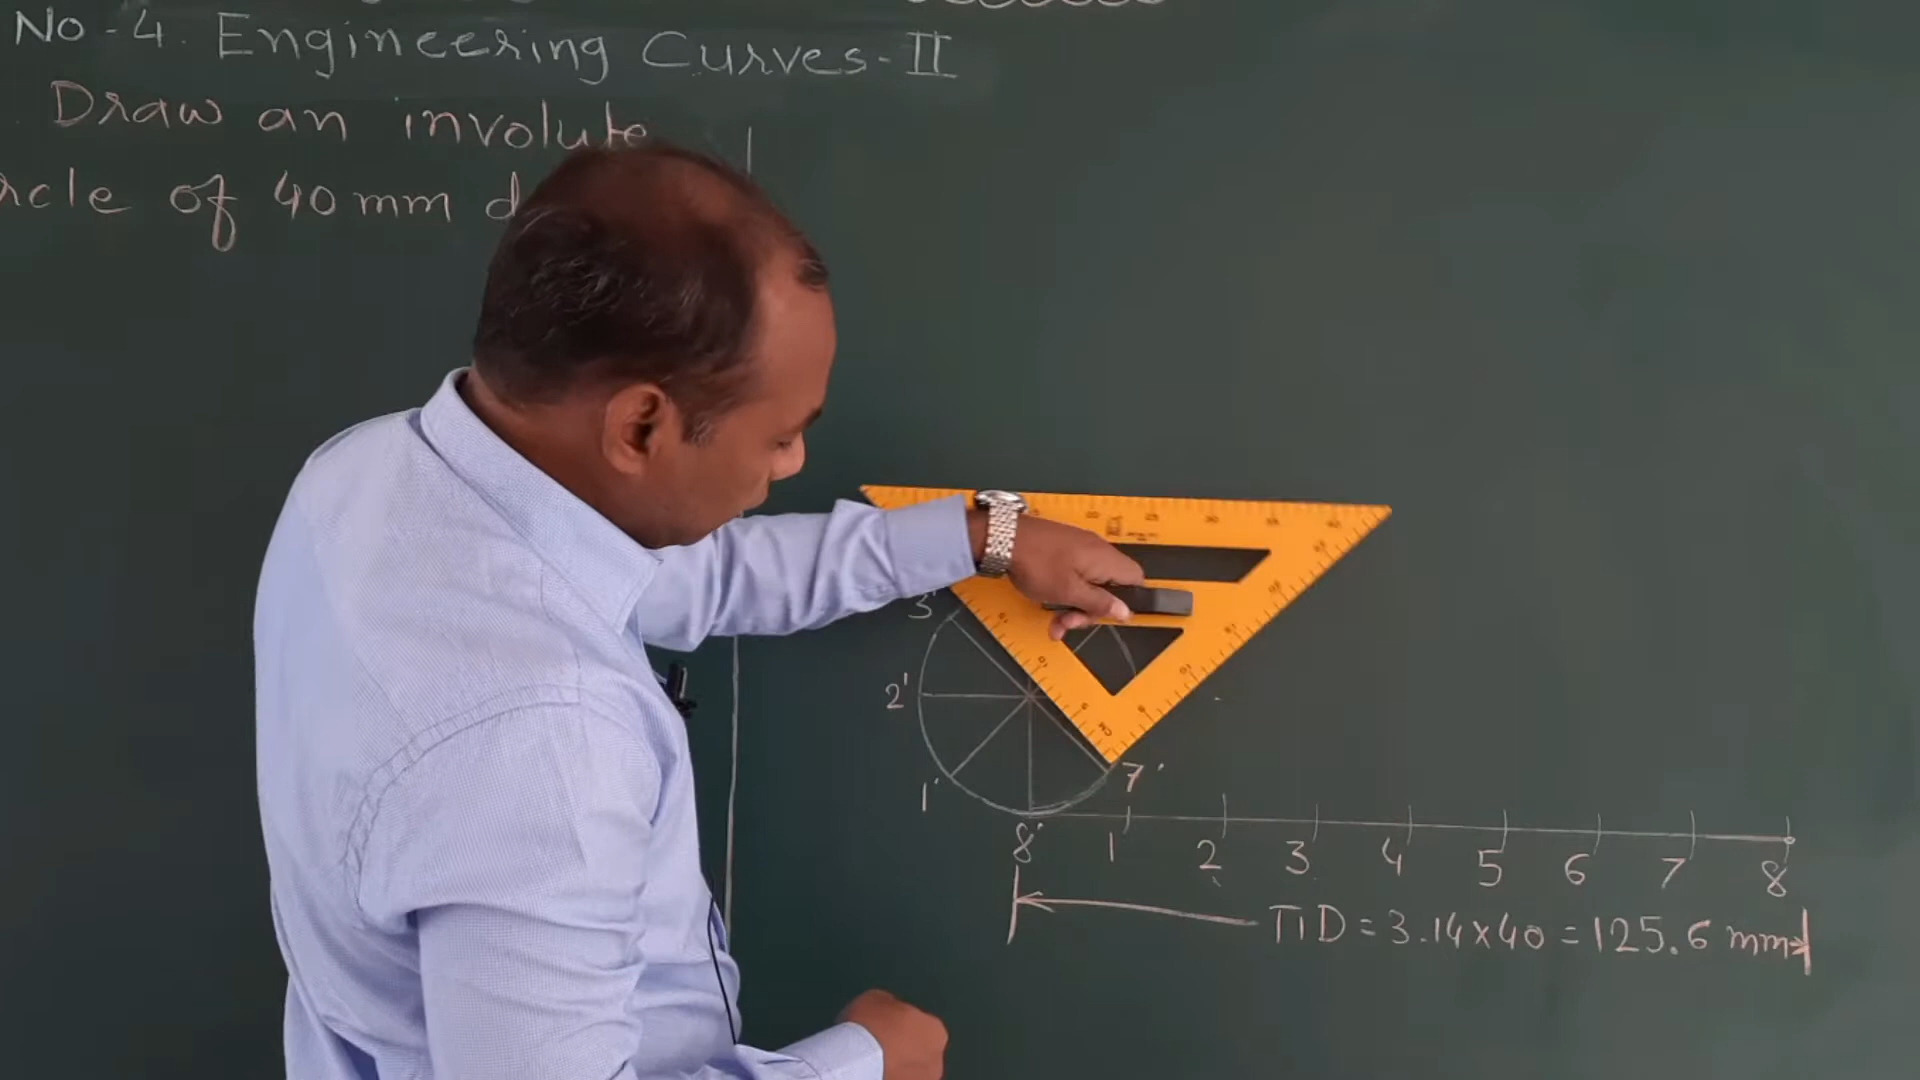 No-4. Engineering Curves-II
Draw an involute
rcle of 40 mm d
3'
2'
1'
7'
8' 1 2 3 4 5 6 7 8
πD = 3.14×40 = 125.6 mm